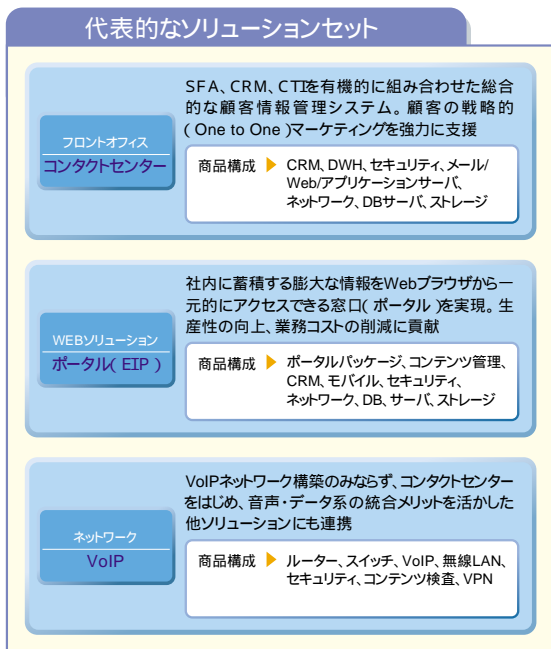 代表的なソリューションセット
フロントオフィス
コンタクトセンター
SFA、CRM、CTIを有機的に組み合わせた総合
的な顧客情報管理システム。顧客の戦略的
(One to One)マーケティングを強力に支援
商品構成 ▶ CRM、DWH、セキュリティ、メール/
Web/アプリケーションサーバ、
ネットワーク、DBサーバ、ストレージ
WEBソリューション
ポータル(EIP)
社内に蓄積する膨大な情報をWebブラウザから一
元的にアクセスできる窓口(ポータル)を実現。生
産性の向上、業務コストの削減に貢献
商品構成 ▶ ポータルパッケージ、コンテンツ管理、
CRM、モバイル、セキュリティ、
ネットワーク、DB、サーバ、ストレージ
ネットワーク
VoIP
VoIPネットワーク構築のみならず、コンタクトセンター
をはじめ、音声・データ系の統合メリットを活かした
他ソリューションにも連携
商品構成 ▶ ルーター、スイッチ、VoIP、無線LAN、
セキュリティ、コンテンツ検査、VPN